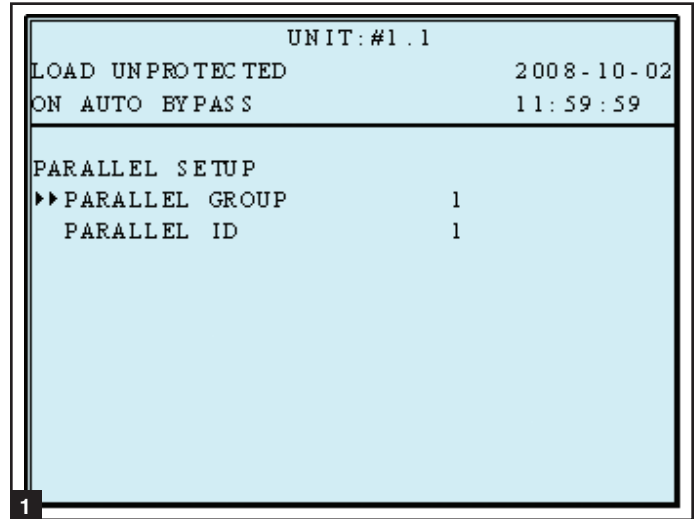 UNIT:#1.1
LOAD UNPROTECTED 2008-10-02
ON AUTO BYPASS 11:59:59
PARALLEL SETUP
PARALLEL GROUP 1
PARALLEL ID 1
1